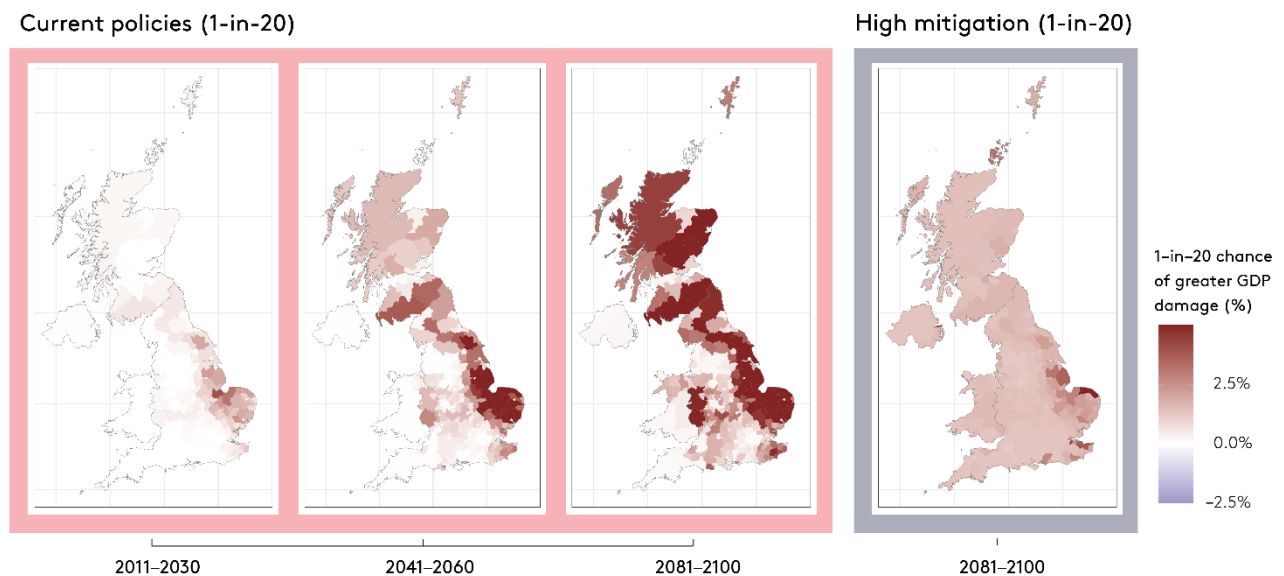 Current policies (1-in-20)
High mitigation (1-in-20)
1-in-20 chance
of greater GDP
damage (%)
2.5%
0.0%
-2.5%
2011-2030
2041-2060
2081-2100
2081-2100